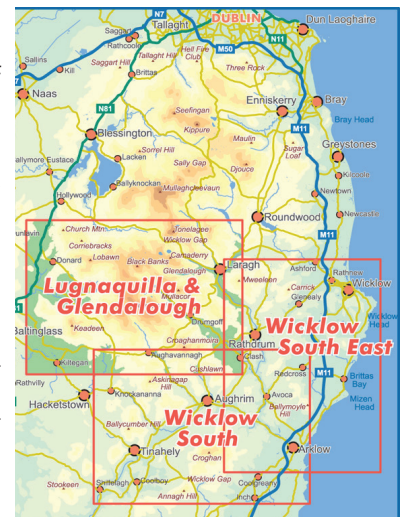 N7
Tallaght
DUBLIN
Dun Laoghaire
Saggart
Rathcoole
M50
N11
Tallaght Hill
Hell Fire
Club
Sallins
Kill
Saggart Hill
Three Rock
Brittas
Naas
N81
Seefingan
Enniskerry
Bray
Kippure
M11
Bray Head
Blessington
Maulin
Sugar
Loaf
Greystones
Sorrel Hill
Lacken
Sally Gap
Djouce
Kilcoole
Ballyknockan
Mullaghcleevaun
Newtown
Hollywood
Roundwood
Newcastle
Church Mtn.
Tonelagee
M11
Corriebracks
Wicklow Gap
Donard
Lobawn
Camaderry
Black Banks
Glendalough
Laragh
Ashford
Rathnew
Mweeleen
Wicklow
Lugnaquilla &
Glendalough
Carrick
Glenealy
Mullacor
Wicklow
Head
Drumgoff
Wicklow
South East
Keadeen
Croaghanmoira
Rathdrum
Kiltegan
Aughavannagh
Clash
Cushlawn
Redcross
M11
Brittas
Bay
Rathvilly
Askinagap
Hill
Knockananna
Hacketstown
Aughrim
Avoca
Ballymoyle
Hill
Mizen
Head
Wicklow
South
Ballycumber Hill
Tinahely
Arklow
Croghan
Stookeen
Shillelagh
Coolboy
Wicklow Gap
Coolgreany
Annagh Hill
Inch